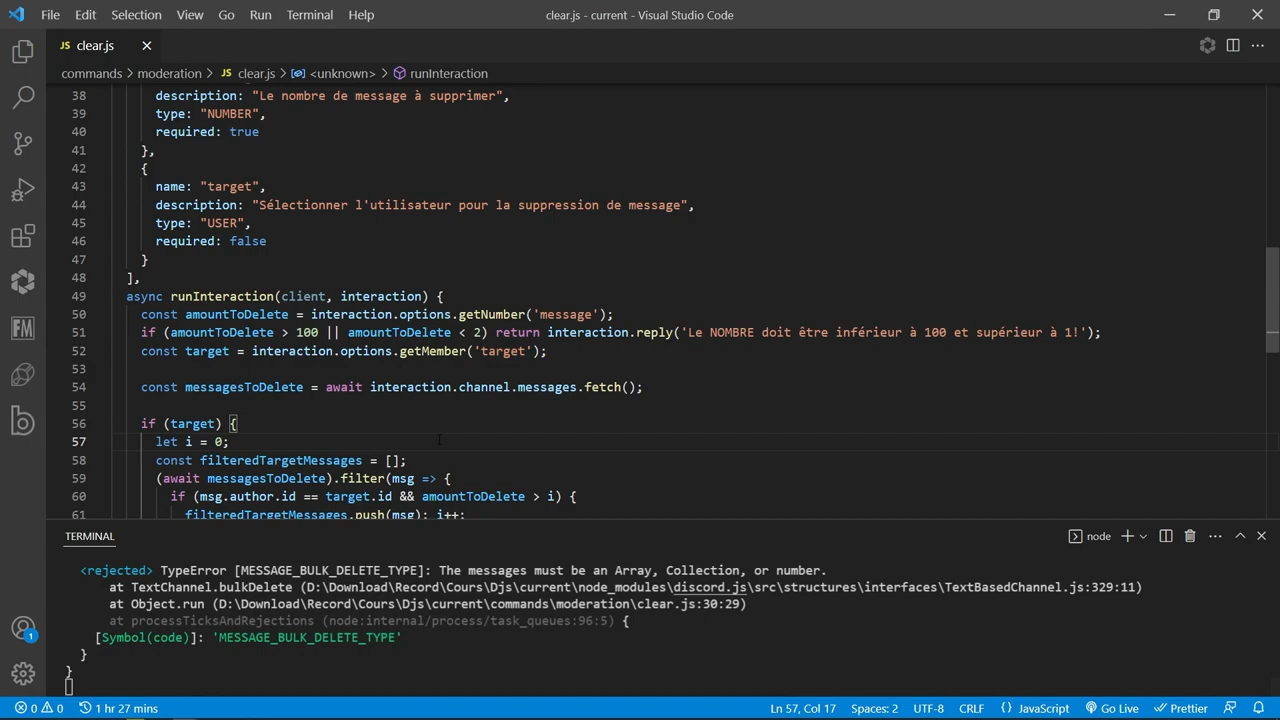 File Edit Selection View Go Run Terminal Help clear.js - current - Visual Studio Code
JS clear.js
commands > moderation > JS clear.js > <unknown> > runInteraction
38 description: "Le nombre de message à supprimer",
39 type: "NUMBER",
40 required: true
41 },
42 {
43 name: "target",
44 description: "Sélectionner l'utilisateur pour la suppression de message",
45 type: "USER",
46 required: false
47 }
48 ],
49 async runInteraction(client, interaction) {
50 const amountToDelete = interaction.options.getNumber('message');
51 if (amountToDelete > 100 || amountToDelete < 2) return interaction.reply('Le NOMBRE doit être inférieur à 100 et supérieur à 1!');
52 const target = interaction.options.getMember('target');
53
54 const messagesToDelete = await interaction.channel.messages.fetch();
55
56 if (target) {
57 let i = 0;
58 const filteredTargetMessages = [];
59 (await messagesToDelete).filter(msg => {
60 if (msg.author.id == target.id && amountToDelete > i) {
61 filteredTargetMessages.push(msg); i++;
TERMINAL
node
<rejected> TypeError [MESSAGE_BULK_DELETE_TYPE]: The messages must be an Array, Collection, or number.
at TextChannel.bulkDelete (D:\Download\Record\Cours\Djs\current\node_modules\discord.js\src\structures\interfaces\TextBasedChannel.js:329:11)
at Object.run (D:\Download\Record\Cours\Djs\current\commands\moderation\clear.js:30:29)
at processTicksAndRejections (node:internal/process/task_queues:96:5) {
[Symbol(code)]: 'MESSAGE_BULK_DELETE_TYPE'
}
}
FM
b
1
0 0 1 hr 27 mins Ln 57, Col 17 Spaces: 2 UTF-8 CRLF {} JavaScript Go Live Prettier